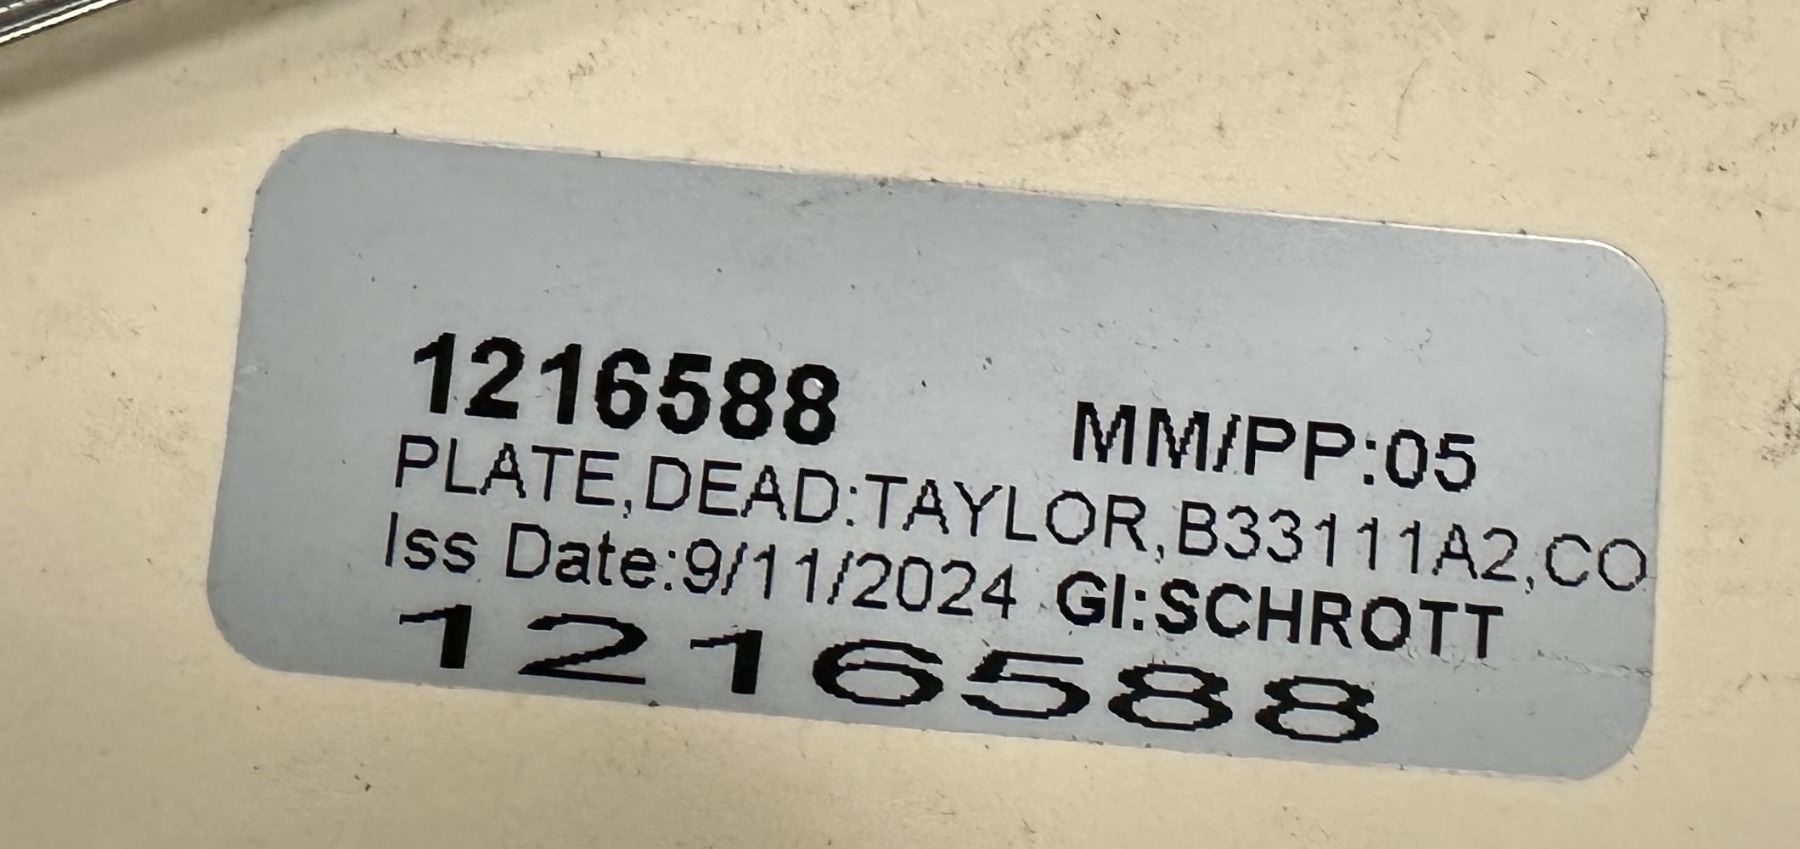 1216588 MM/PP:05
PLATE,DEAD:TAYLOR,B33111A2,CO
Iss Date:9/11/2024 GI:SCHROTT
1216588